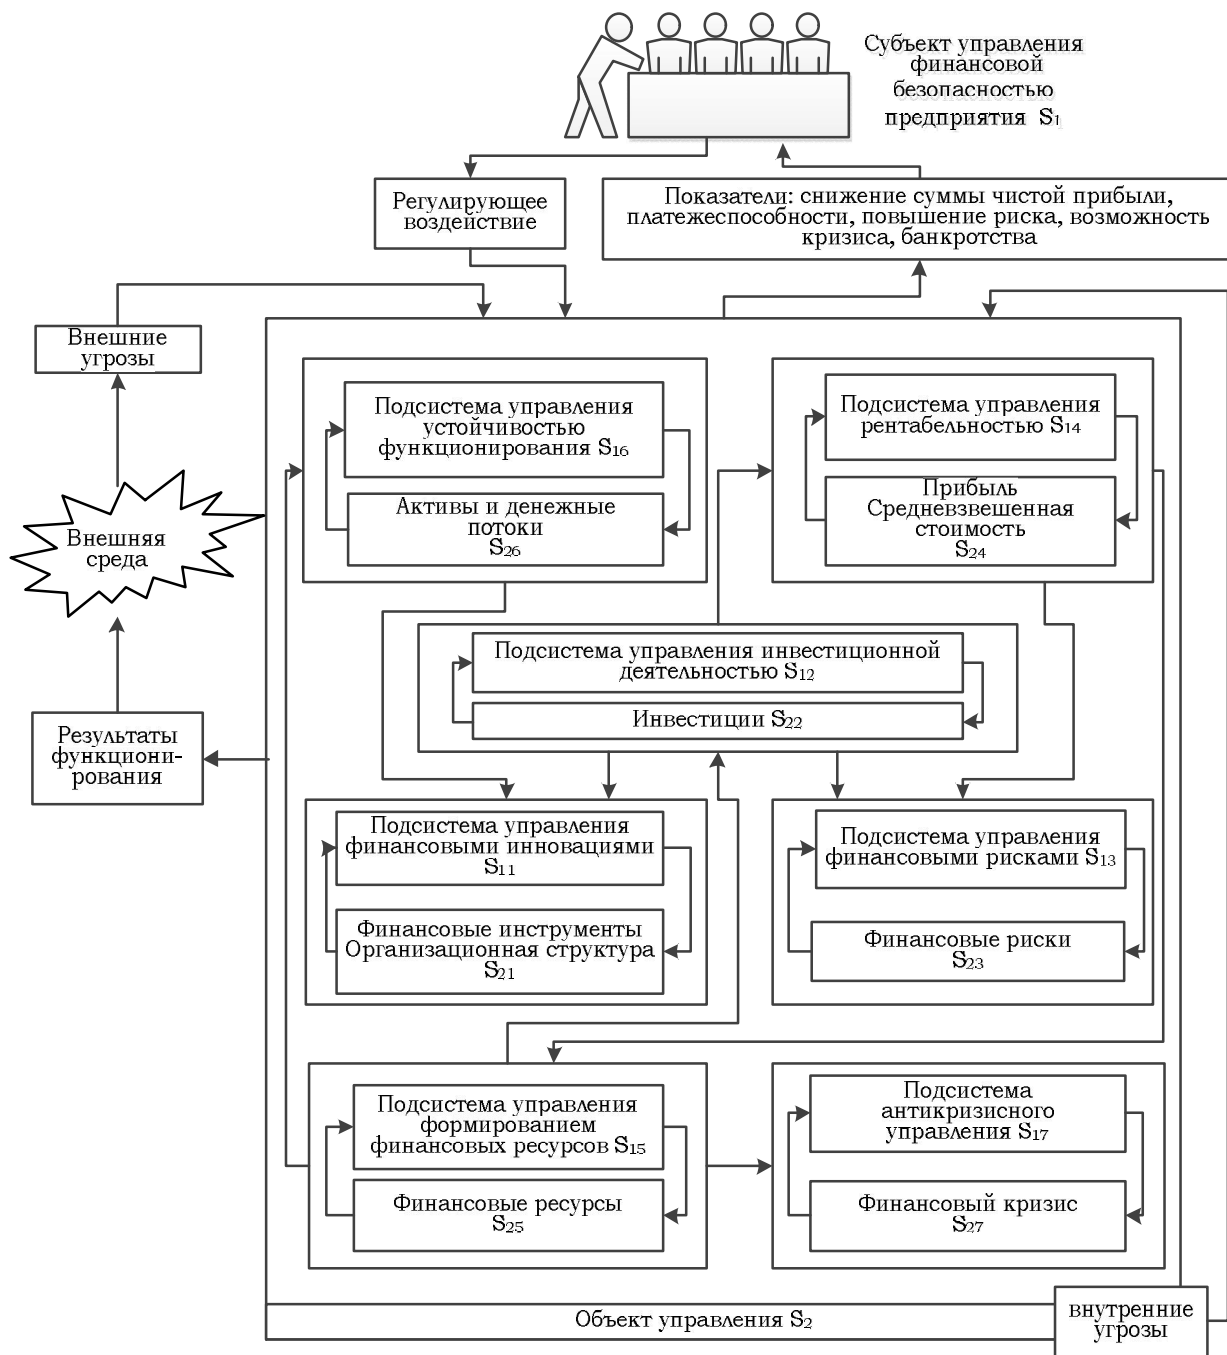 Субъект управления
финансовой
безопасностью
предприятия S1
Регулирующее
воздействие
Показатели: снижение суммы чистой прибыли,
платежеспособности, повышение риска, возможность
кризиса, банкротства
Внешние
угрозы
Подсистема управления
устойчивостью
функционирования S16
Активы и денежные
потоки
S26
Подсистема управления
рентабельностью S14
Прибыль
Средневзвешенная
стоимость
S24
Внешняя
среда
Подсистема управления инвестиционной
деятельностью S12
Инвестиции S22
Результаты
функциони-
рования
Подсистема управления
финансовыми инновациями
S11
Финансовые инструменты
Организационная структура
S21
Подсистема управления
финансовыми рисками S13
Финансовые риски
S23
Подсистема управления
формированием
финансовых ресурсов S15
Финансовые ресурсы
S25
Подсистема
антикризисного
управления S17
Финансовый кризис
S27
Объект управления S2
внутренние
угрозы